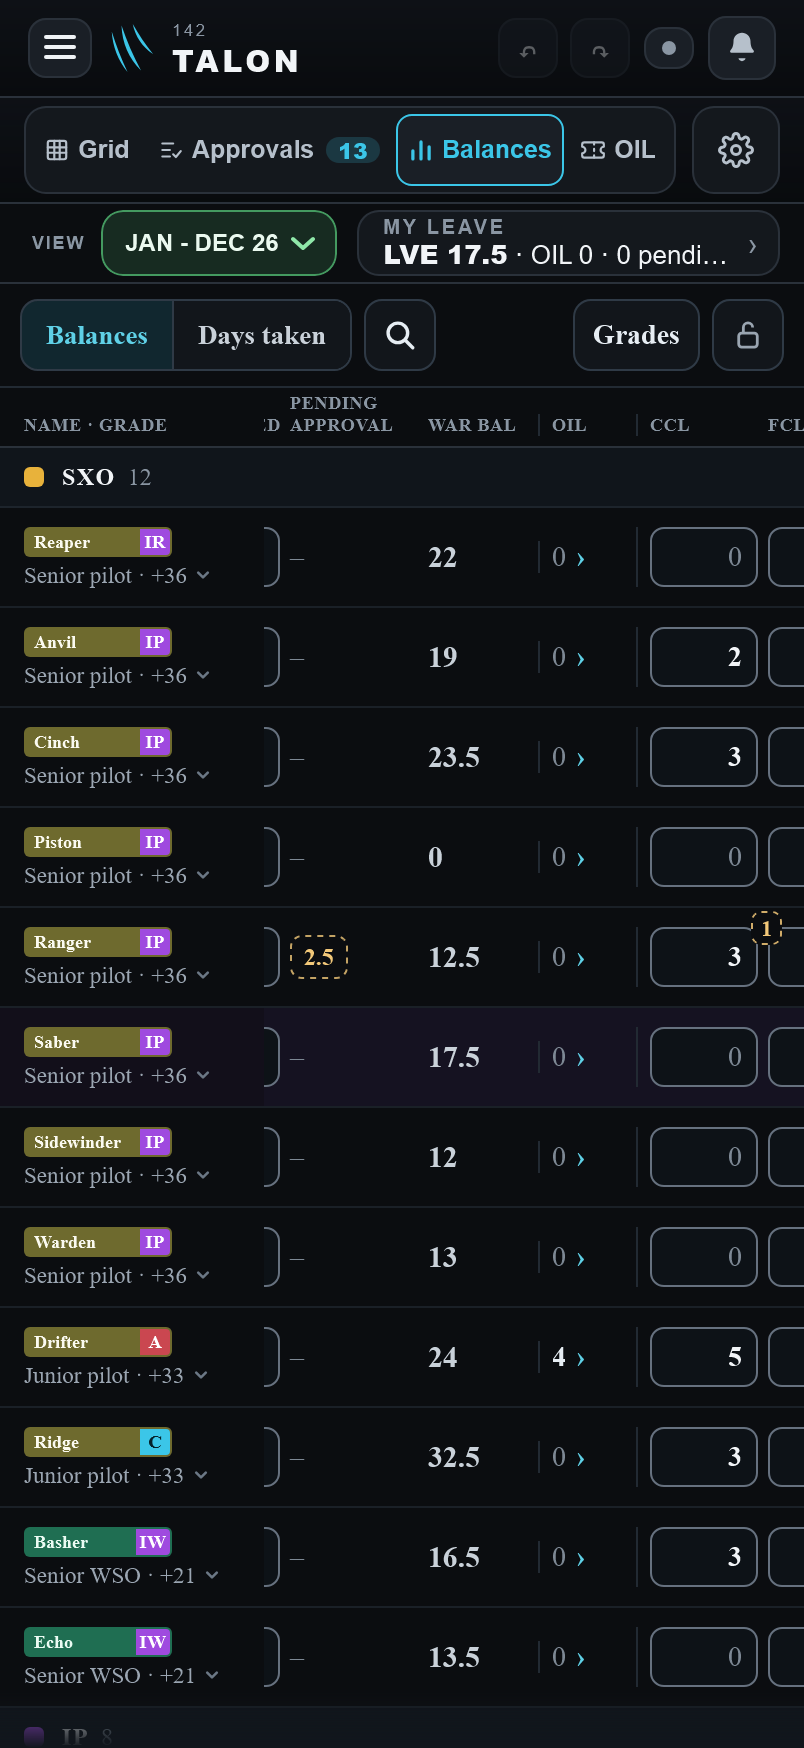 142
TALON
Grid
Approvals 13
Balances
OIL
VIEW
JAN - DEC 26
MY LEAVE
LVE 17.5 · OIL 0 · 0 pendi…
Balances
Days taken
Grades
NAME · GRADE
PENDING APPROVAL
WAR BAL
OIL
CCL
SXO 12
Reaper IR
Senior pilot · +36
– 22 0 › 0
Anvil IP
Senior pilot · +36
– 19 0 › 2
Cinch IP
Senior pilot · +36
– 23.5 0 › 3
Piston IP
Senior pilot · +36
– 0 0 › 0
Ranger IP
Senior pilot · +36
2.5 12.5 0 › 3 1
Saber IP
Senior pilot · +36
– 17.5 0 › 0
Sidewinder IP
Senior pilot · +36
– 12 0 › 0
Warden IP
Senior pilot · +36
– 13 0 › 0
Drifter A
Junior pilot · +33
– 24 4 › 5
Ridge C
Junior pilot · +33
– 32.5 0 › 3
Basher IW
Senior WSO · +21
– 16.5 0 › 3
Echo IW
Senior WSO · +21
– 13.5 0 › 0
IP 8